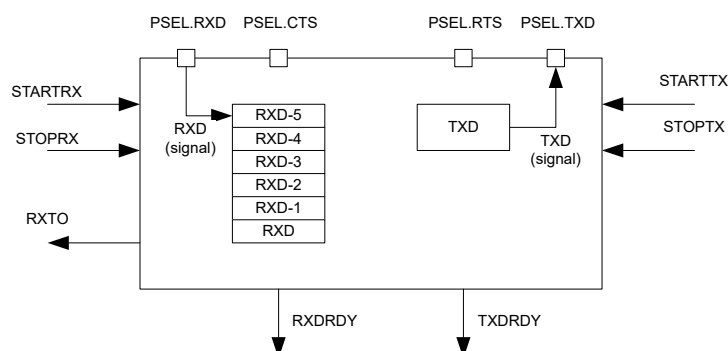 PSEL.RXD PSEL.CTS PSEL.RTS PSEL.TXD
STARTRX
STOPRX
RXTO
RXD
(signal)
RXD-5
RXD-4
RXD-3
RXD-2
RXD-1
RXD
TXD
TXD
(signal)
STARTTX
STOPTX
RXDRDY
TXDRDY